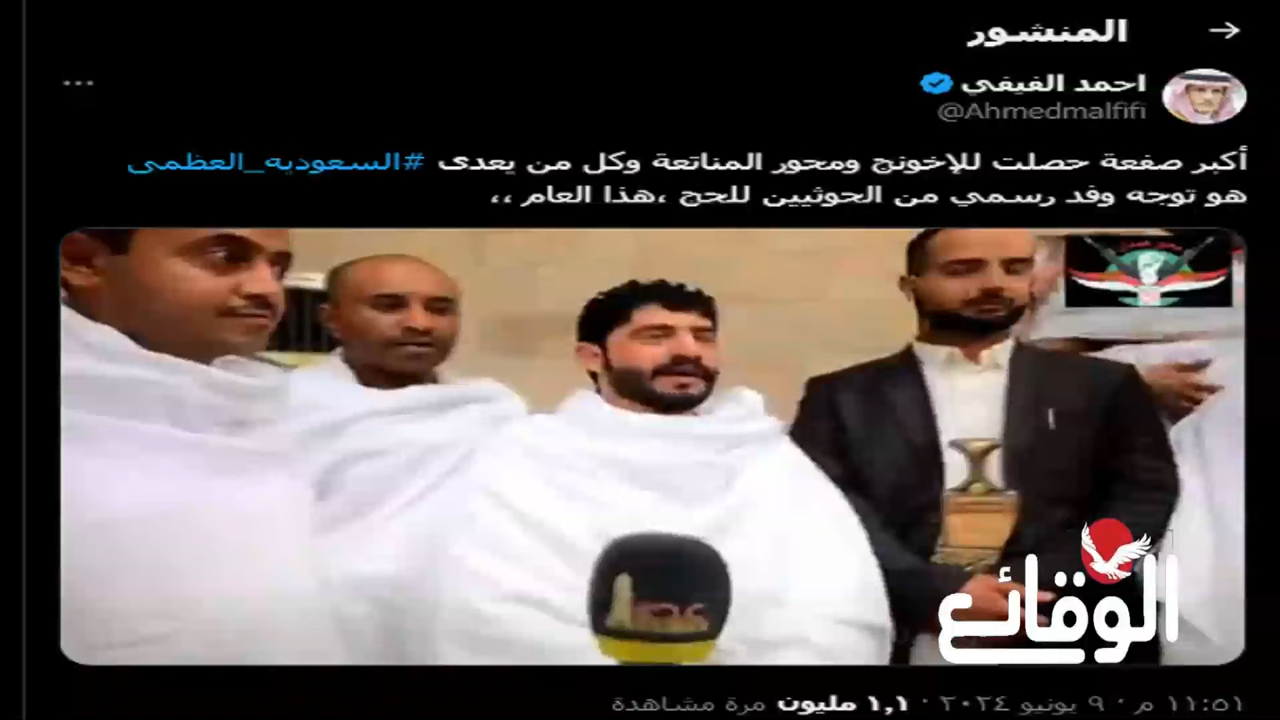 المنشور
احمد الفيفي
@Ahmedmalfifi
أكبر صفعة حصلت للإخونج ومحور المناتعة وكل من يعدى #السعوديه_العظمى
هو توجه وفد رسمي من الحوثيين للحج ،هذا العام ،،
الوقائع
١١:٥١ م · ٩ يونيو ٢٠٢٤ · ١,١ مليون مرة مشاهدة